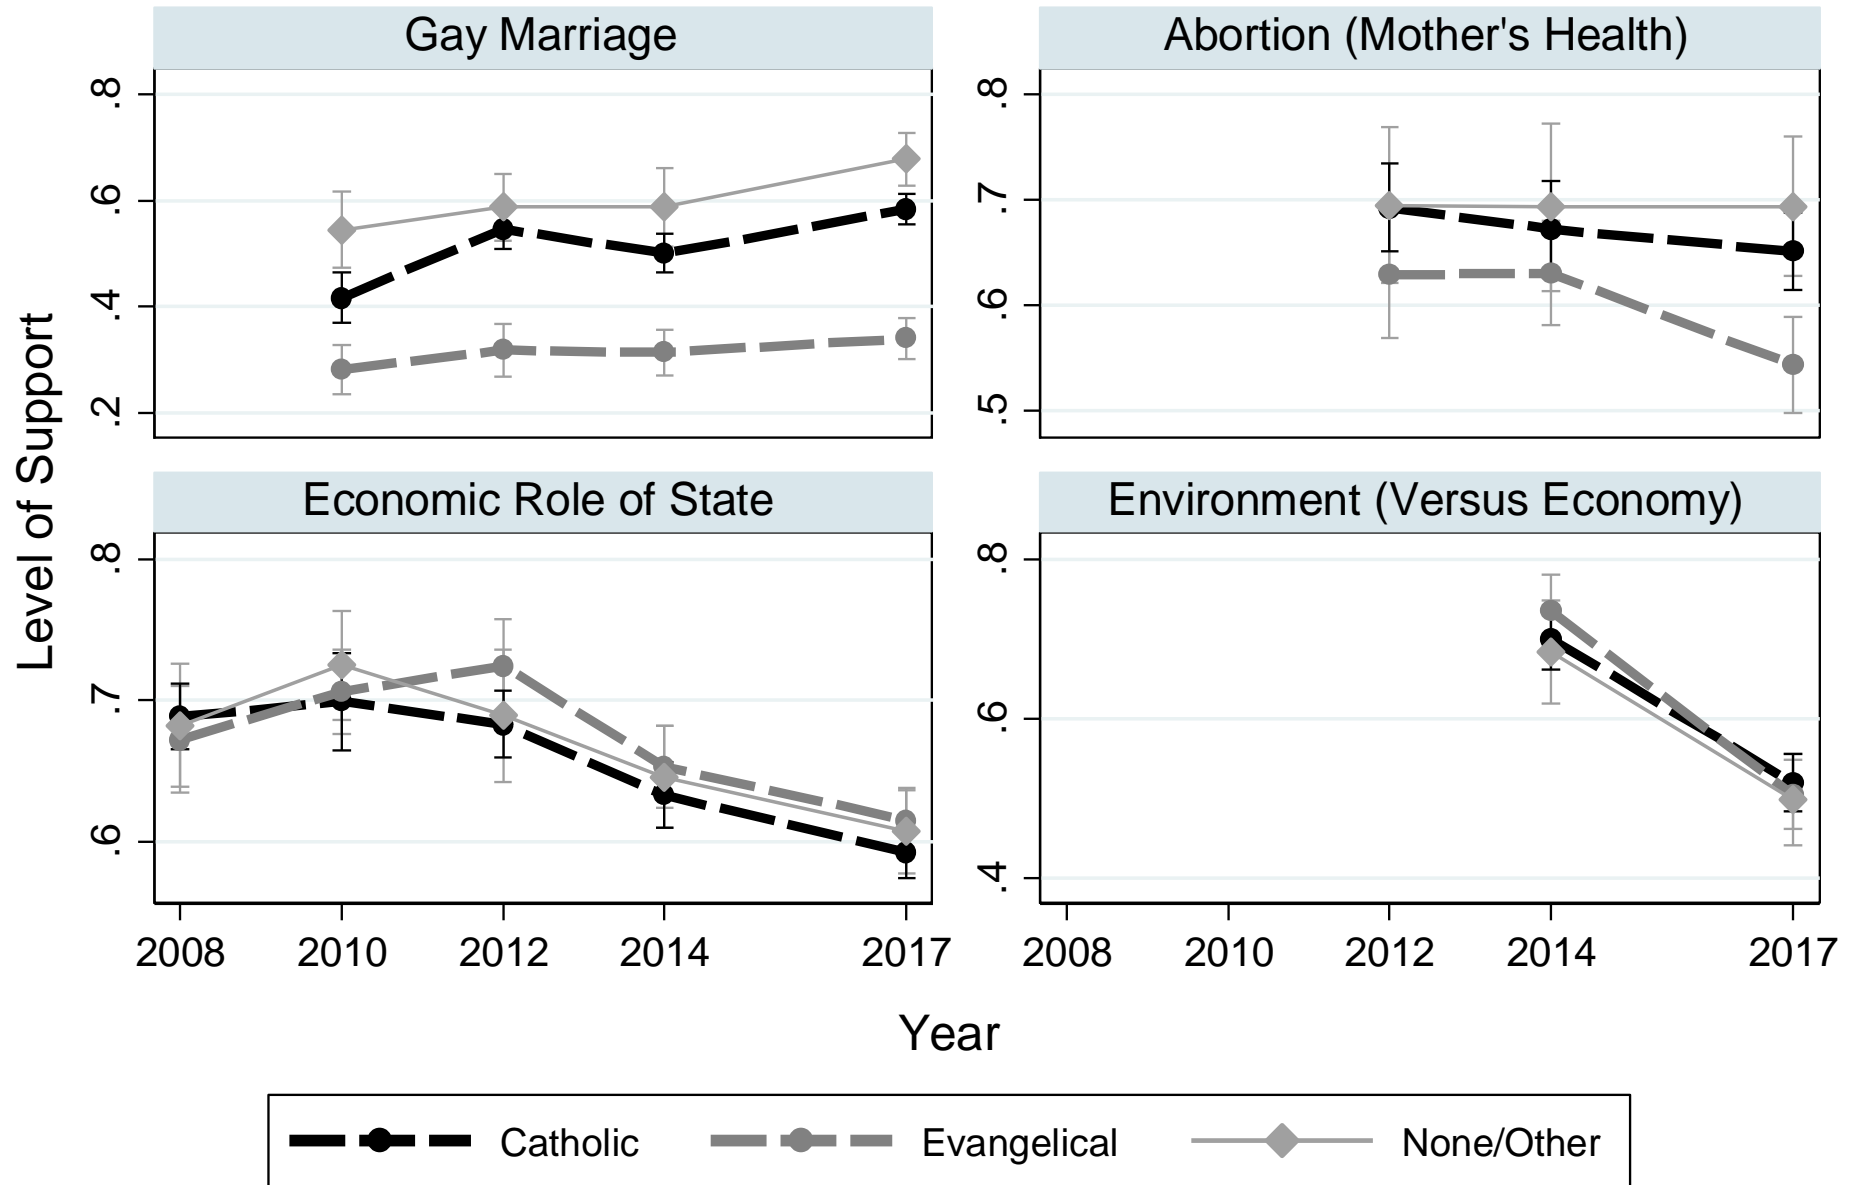 Gay Marriage
Abortion (Mother's Health)
.8
.6
.4
.2
.8
.7
.6
.5
Level of Support
Economic Role of State
Environment (Versus Economy)
.8
.7
.6
.8
.6
.4
2008 2010 2012 2014 2017
2008 2010 2012 2014 2017
Year
Catholic Evangelical None/Other